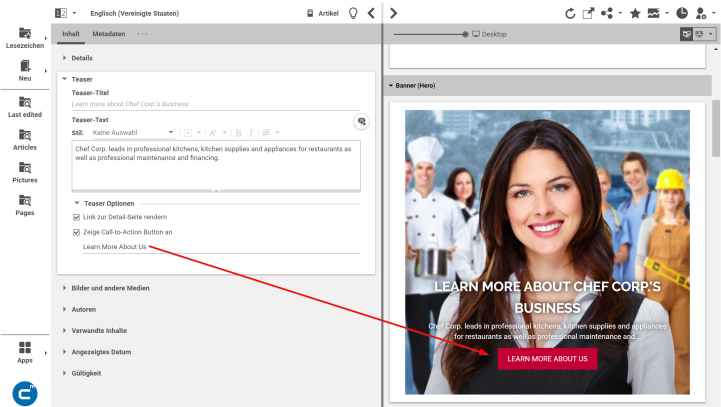 Englisch (Vereinigte Staaten)
Artikel
Lesezeichen
Neu
Last edited
Articles
Pictures
Pages
Apps
Inhalt
Metadaten
Details
Teaser
Teaser-Titel
Learn more about Chef Corp.'s Business
Teaser-Text
Stil:
Keine Auswahl
Chef Corp. leads in professional kitchens, kitchen supplies and appliances for restaurants as
well as professional maintenance and financing.
Teaser Optionen
Link zur Detail-Seite rendern
Zeige Call-to-Action Button an
Learn More About Us
Bilder und andere Medien
Autoren
Verwandte Inhalte
Angezeigtes Datum
Gültigkeit
Desktop
Banner (Hero)
LEARN MORE ABOUT CHEF CORP.'S
BUSINESS
Chef Corp. leads in professional kitchens, kitchen supplies and appliances
for restaurants as well as professional maintenance and...
LEARN MORE ABOUT US